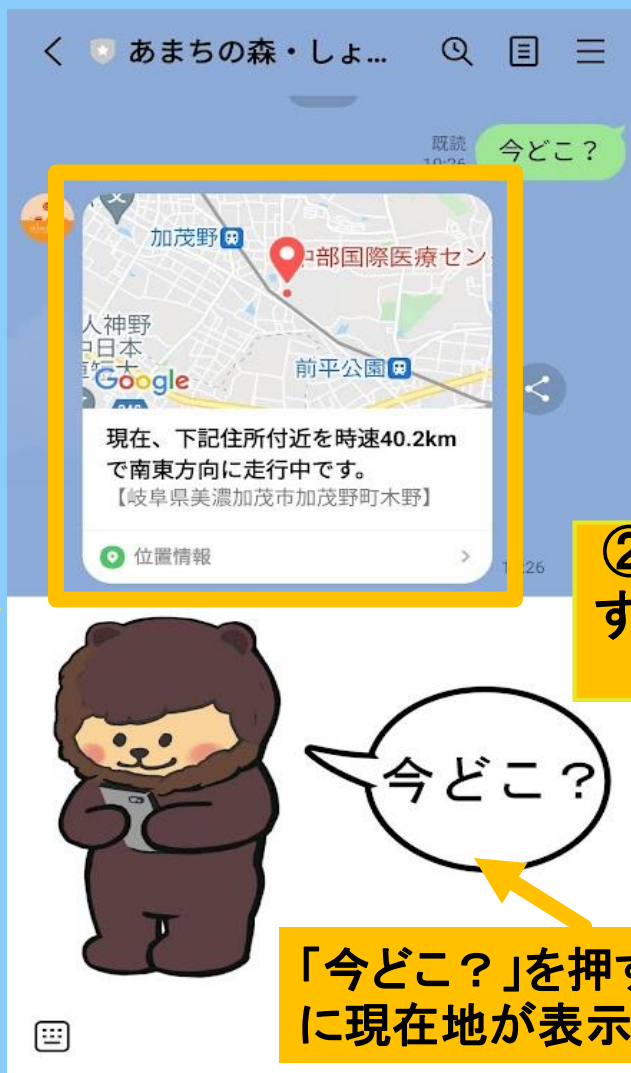 あまちの森・しょ...
既読
10:26
今どこ？
加茂野
中部国際医療セン
前平公園
Google
現在、下記住所付近を時速40.2km
で南東方向に走行中です。
【岐阜県美濃加茂市加茂野町木野】
位置情報
②
す
今どこ？
「今どこ？」を押す
に現在地が表示